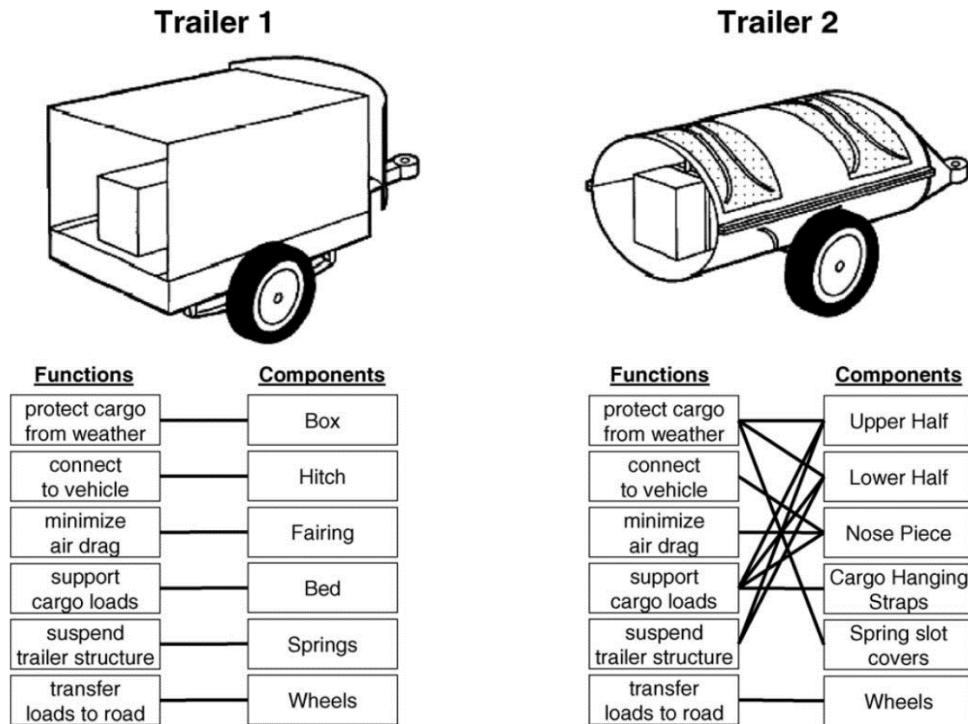 Trailer 1
Trailer 2
Functions
Components
protect cargo
from weather
Box
connect
to vehicle
Hitch
minimize
air drag
Fairing
support
cargo loads
Bed
suspend
trailer structure
Springs
transfer
loads to road
Wheels
Functions
Components
protect cargo
from weather
Upper Half
connect
to vehicle
Lower Half
minimize
air drag
Nose Piece
support
cargo loads
Cargo Hanging
Straps
suspend
trailer structure
Spring slot
covers
transfer
loads to road
Wheels